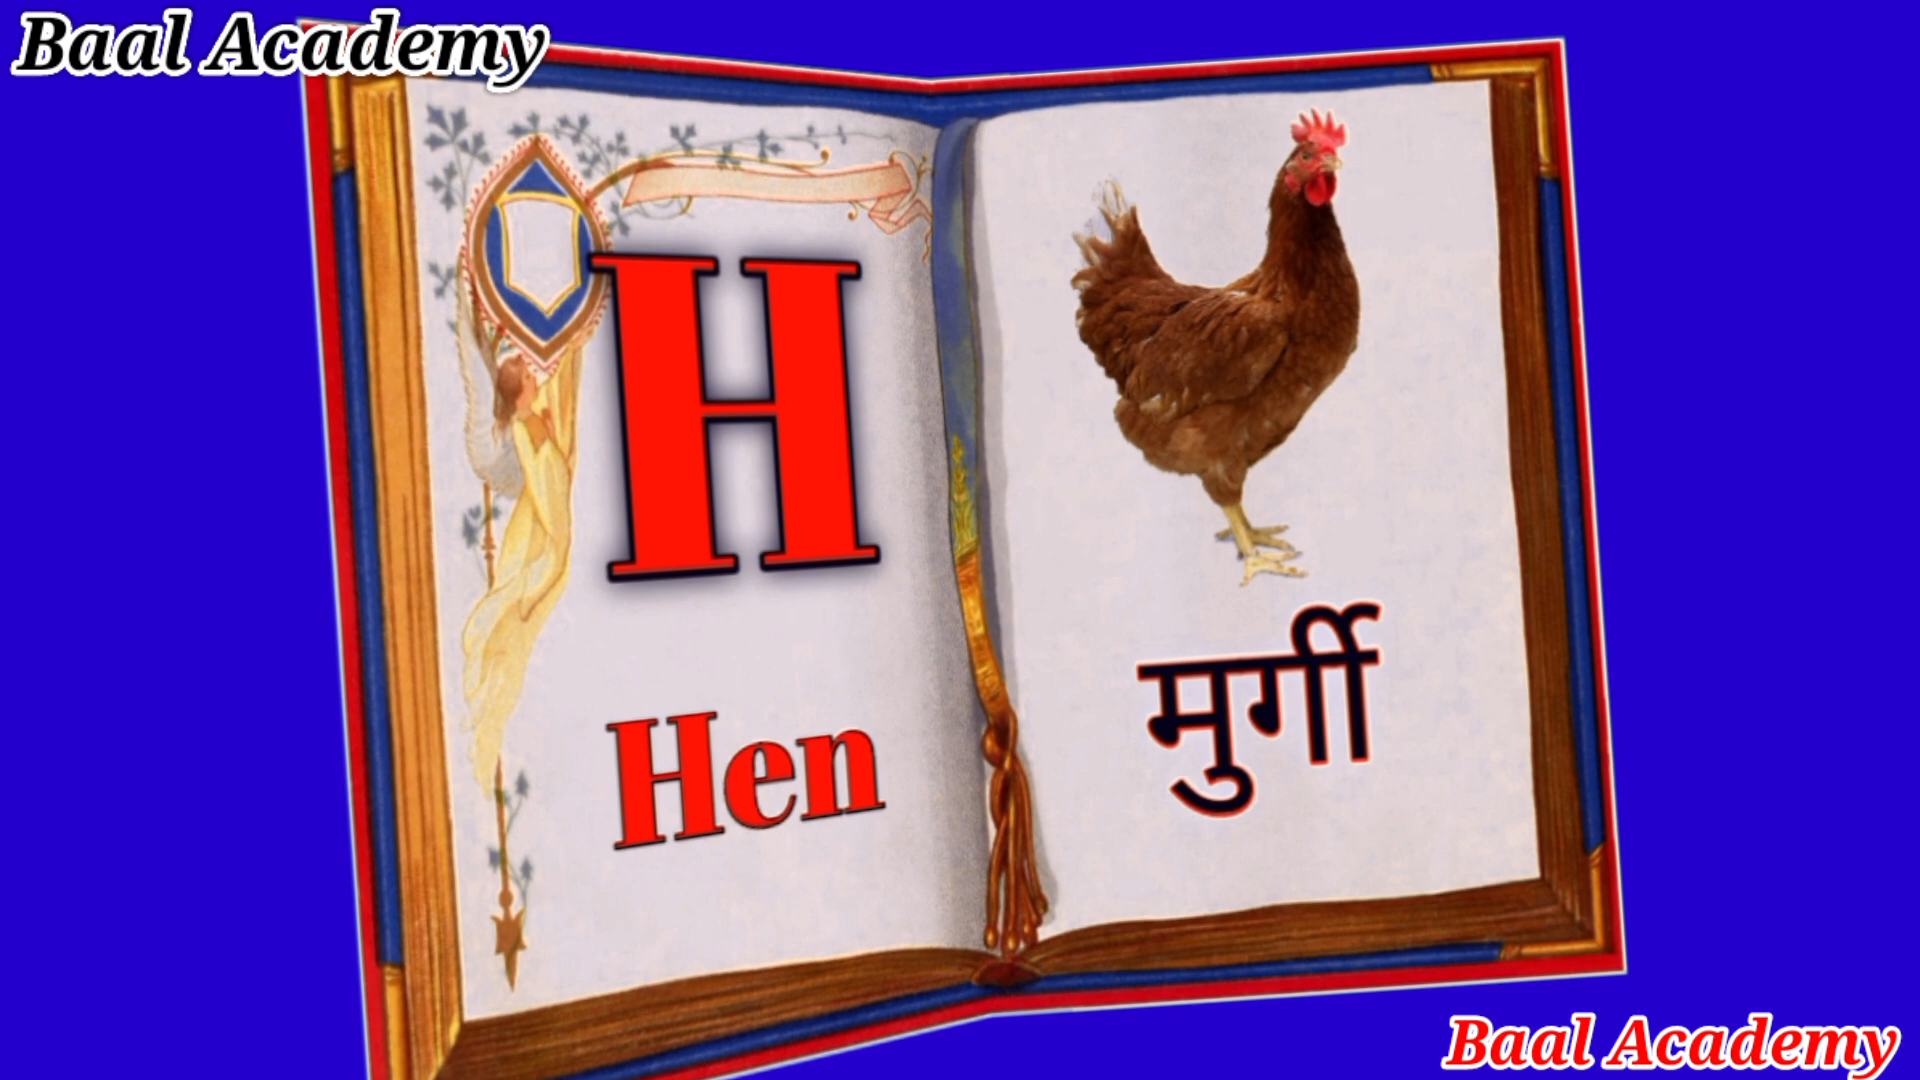 Baal Academy
H
Hen
मुर्गी
Baal Academy